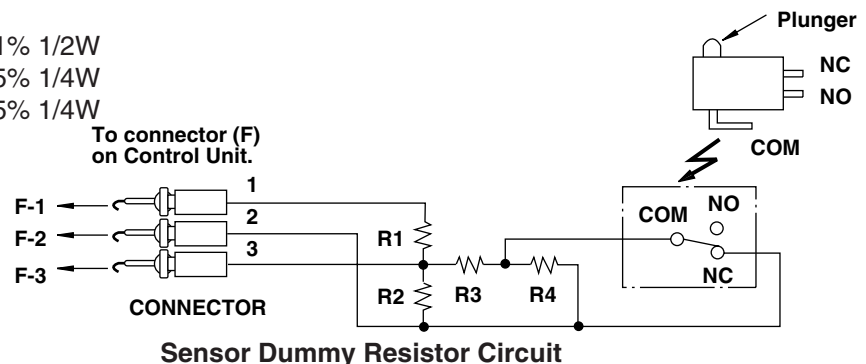 1% 1/2W
5% 1/4W
5% 1/4W
To connector (F)
on Control Unit.
Plunger
NC
NO
COM
1
F-1
2
F-2
3
F-3
CONNECTOR
R1
R2
R3
R4
COM
NO
NC
Sensor Dummy Resistor Circuit